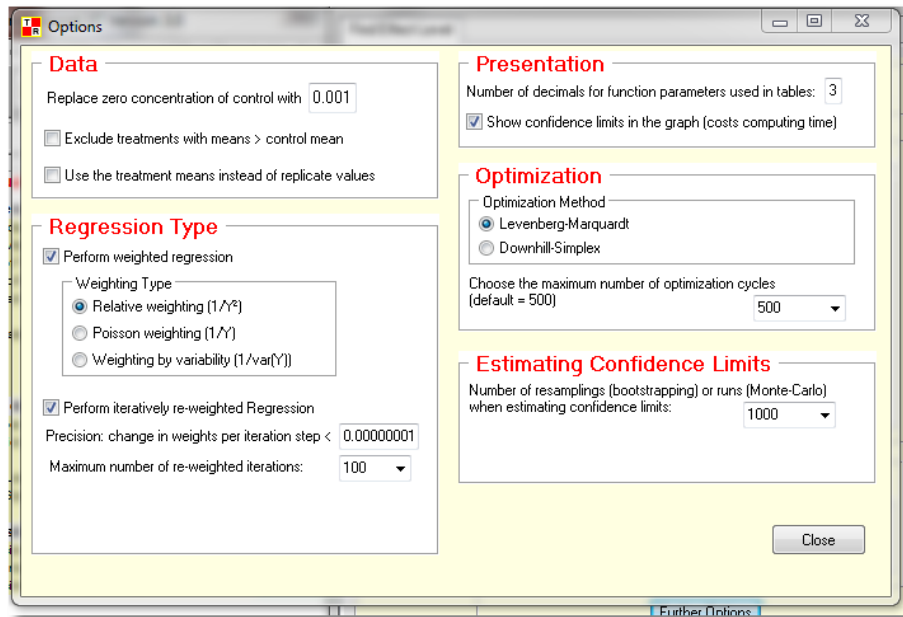 T
R
Options
Data
Replace zero concentration of control with 0.001
Exclude treatments with means > control mean
Use the treatment means instead of replicate values
Regression Type
Perform weighted regression
Weighting Type
Relative weighting (1/Y²)
Poisson weighting (1/Y)
Weighting by variability (1/var(Y))
Perform iteratively re-weighted Regression
Precision: change in weights per iteration step < 0.00000001
Maximum number of re-weighted iterations: 100
Presentation
Number of decimals for function parameters used in tables: 3
Show confidence limits in the graph (costs computing time)
Optimization
Optimization Method
Levenberg-Marquardt
Downhill-Simplex
Choose the maximum number of optimization cycles
(default = 500)
500
Estimating Confidence Limits
Number of resamplings (bootstrapping) or runs (Monte-Carlo)
when estimating confidence limits:
1000
Close
Further Options